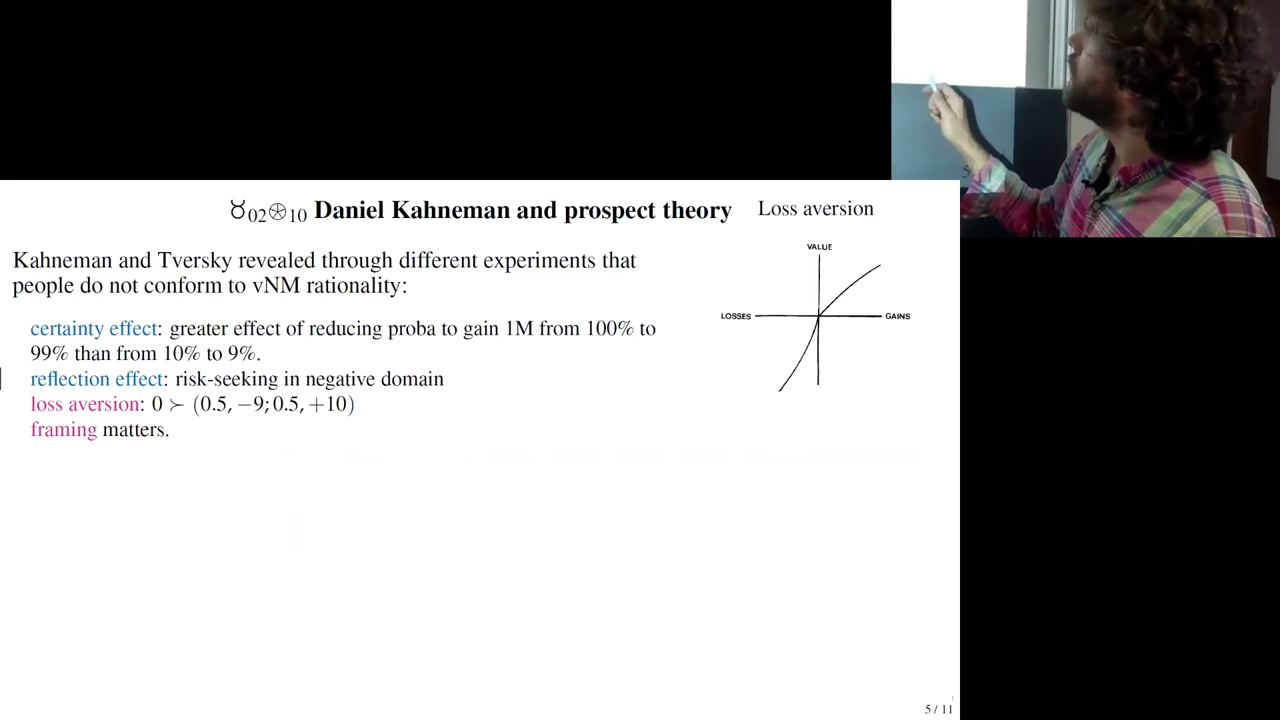 ♉₀₂⊛₁₀ Daniel Kahneman and prospect theory
Loss aversion
Kahneman and Tversky revealed through different experiments that
people do not conform to vNM rationality:
certainty effect: greater effect of reducing proba to gain 1M from 100% to
99% than from 10% to 9%.
reflection effect: risk-seeking in negative domain
loss aversion: 0 ≻ (0.5, −9; 0.5, +10)
framing matters.
VALUE
LOSSES
GAINS
5 / 11